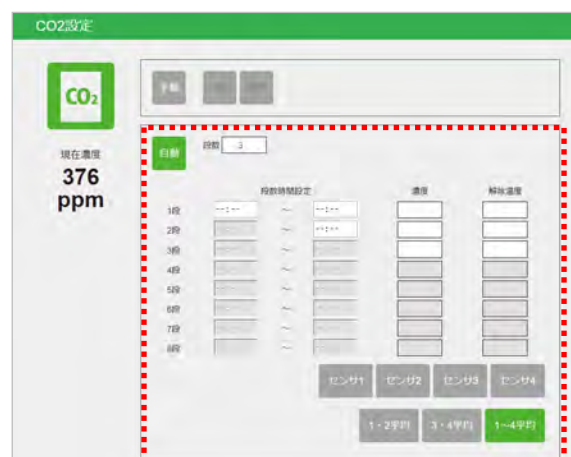 CO2設定
CO2
現在濃度
376
ppm
手動
自動
段数 3
段数時間設定 濃度 解除温度
1段 --:-- ~ --:--
2段 --:-- ~ --:--
3段 --:-- ~ --:--
4段 --:-- ~ --:--
5段 --:-- ~ --:--
6段 --:-- ~ --:--
7段 --:-- ~ --:--
8段 --:-- ~ --:--
センサ1 センサ2 センサ3 センサ4
1・2平均 3・4平均 1~4平均